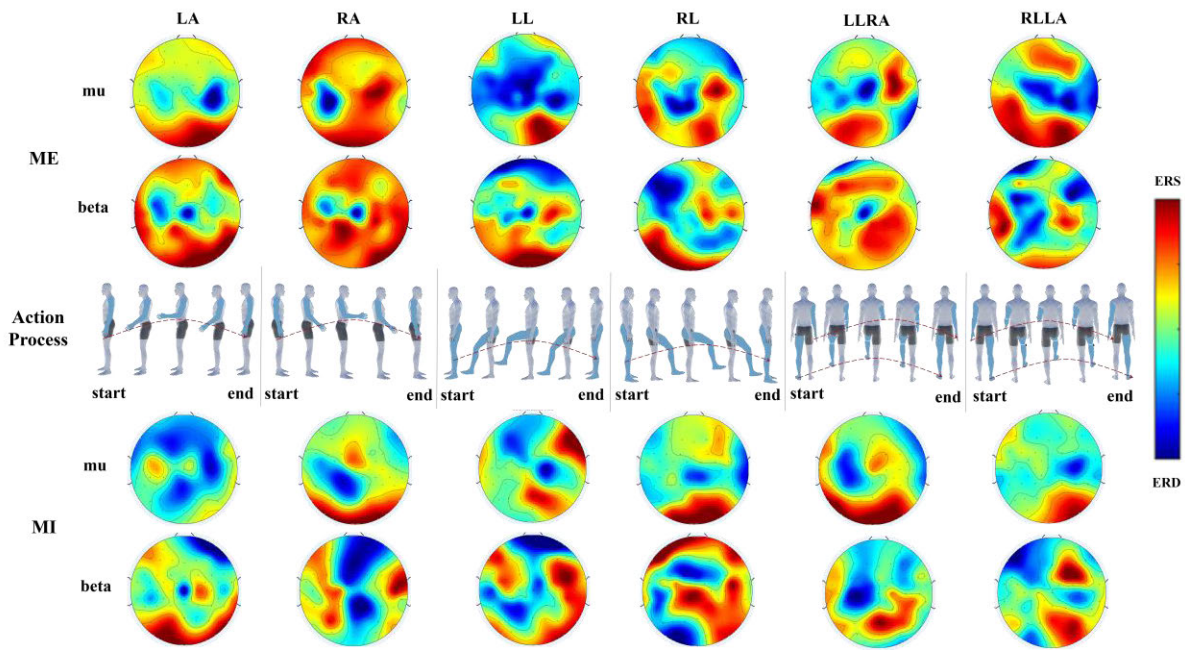 LA RA LL RL LLRA RLLA
mu
ME
beta
ERS
Action
Process
start end start end start end start end start end start end
ERD
mu
MI
beta